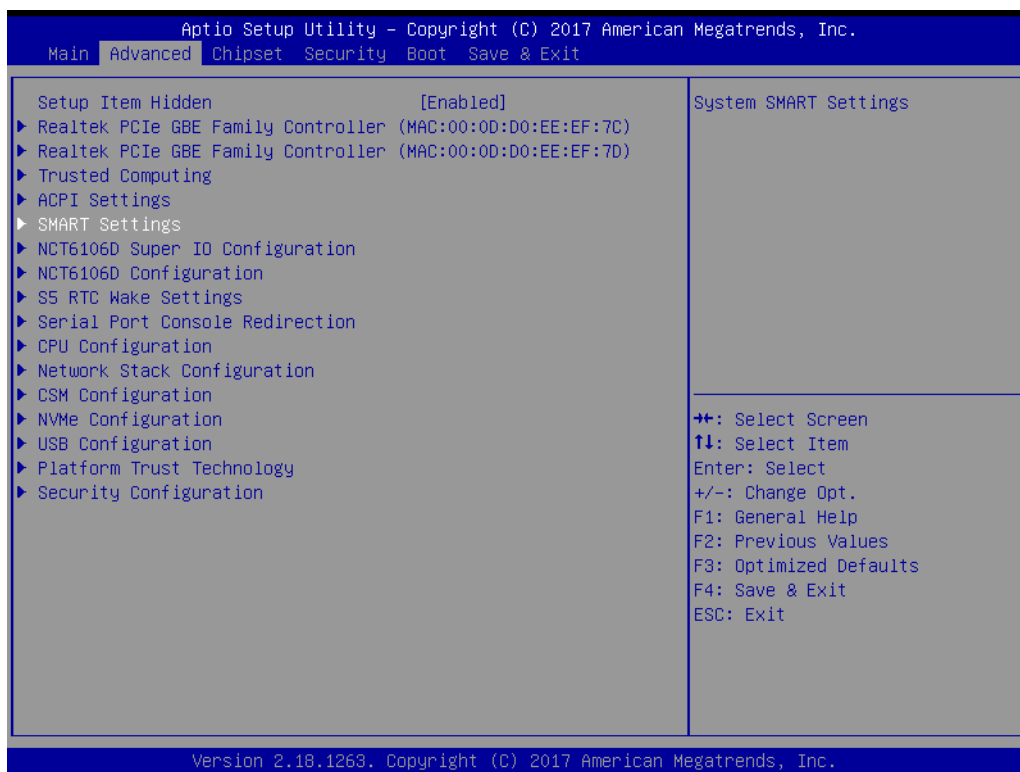 Aptio Setup Utility – Copyright (C) 2017 American Megatrends, Inc.
Main Advanced Chipset Security Boot Save & Exit
Setup Item Hidden [Enabled]
▶ Realtek PCIe GBE Family Controller (MAC:00:0D:D0:EE:EF:7C)
▶ Realtek PCIe GBE Family Controller (MAC:00:0D:D0:EE:EF:7D)
▶ Trusted Computing
▶ ACPI Settings
▶ SMART Settings
▶ NCT6106D Super IO Configuration
▶ NCT6106D Configuration
▶ S5 RTC Wake Settings
▶ Serial Port Console Redirection
▶ CPU Configuration
▶ Network Stack Configuration
▶ CSM Configuration
▶ NVMe Configuration
▶ USB Configuration
▶ Platform Trust Technology
▶ Security Configuration
System SMART Settings
→←: Select Screen
↑↓: Select Item
Enter: Select
+/-: Change Opt.
F1: General Help
F2: Previous Values
F3: Optimized Defaults
F4: Save & Exit
ESC: Exit
Version 2.18.1263. Copyright (C) 2017 American Megatrends, Inc.